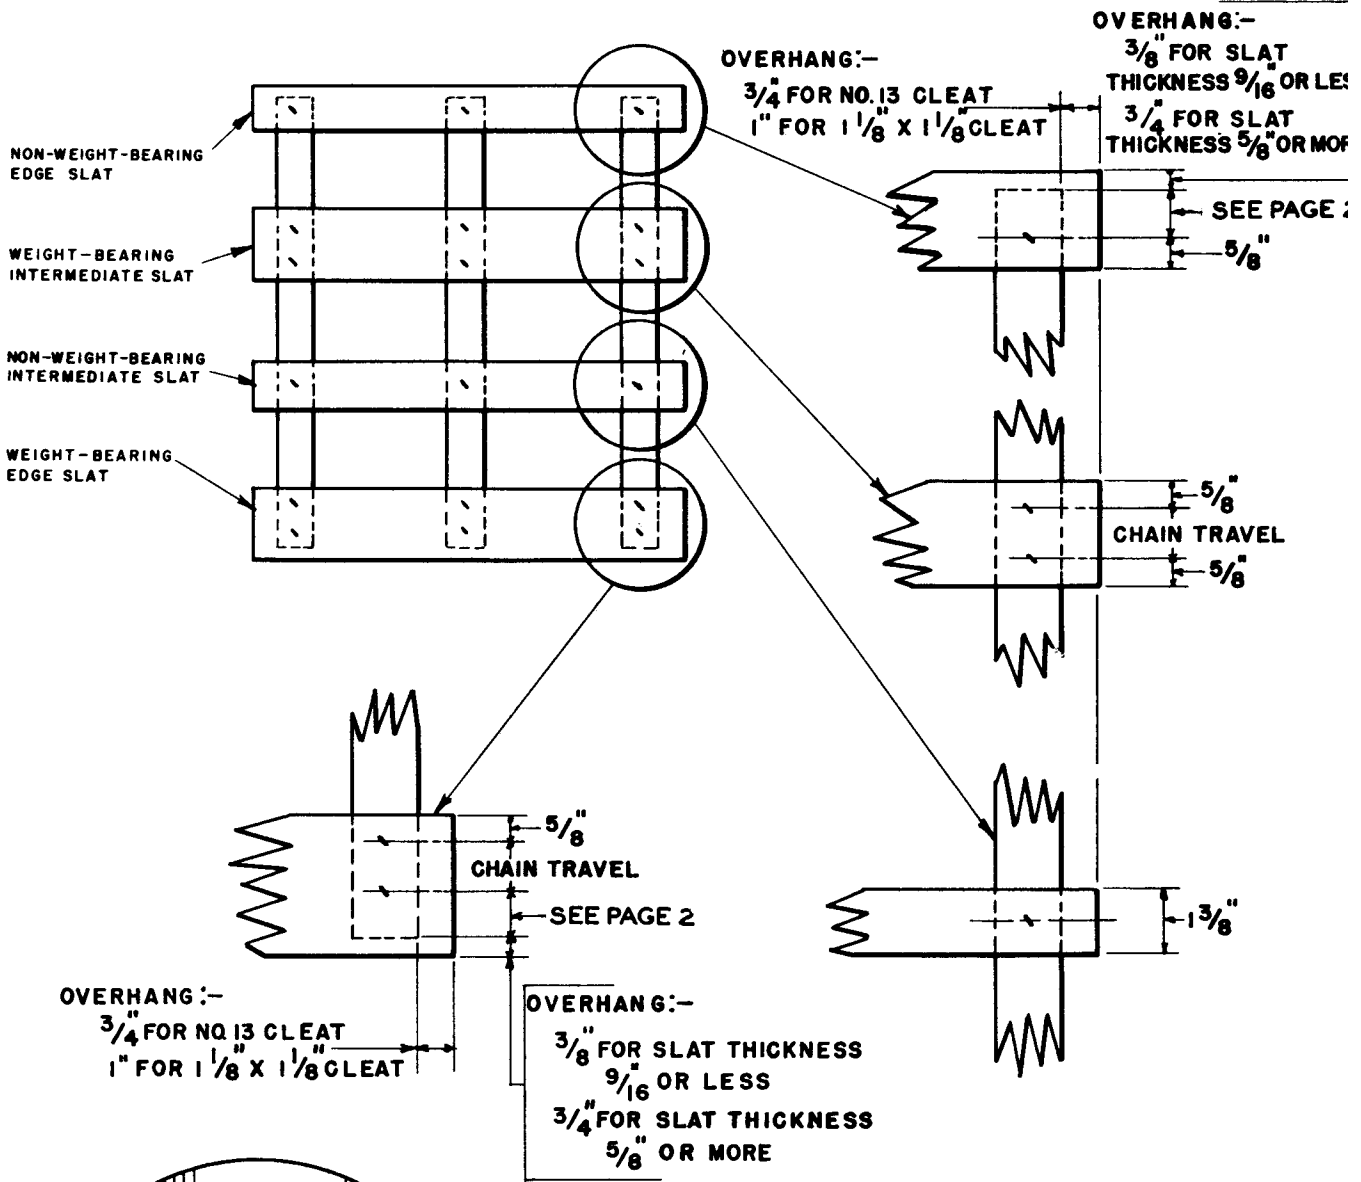 OVERHANG:-
3/4" FOR NO. 13 CLEAT
1" FOR 1 1/8" X 1 1/8" CLEAT
OVERHANG:-
3/8" FOR SLAT
THICKNESS 9/16" OR LES
3/4" FOR SLAT
THICKNESS 5/8" OR MOR
NON-WEIGHT-BEARING
EDGE SLAT
WEIGHT-BEARING
INTERMEDIATE SLAT
NON-WEIGHT-BEARING
INTERMEDIATE SLAT
WEIGHT-BEARING
EDGE SLAT
SEE PAGE 2
5/8"
5/8"
CHAIN TRAVEL
5/8"
5/8"
CHAIN TRAVEL
SEE PAGE 2
1 3/8"
OVERHANG:-
3/4" FOR NO. 13 CLEAT
1" FOR 1 1/8" X 1 1/8" CLEAT
OVERHANG:-
3/8" FOR SLAT THICKNESS
9/16" OR LESS
3/4" FOR SLAT THICKNESS
5/8" OR MORE